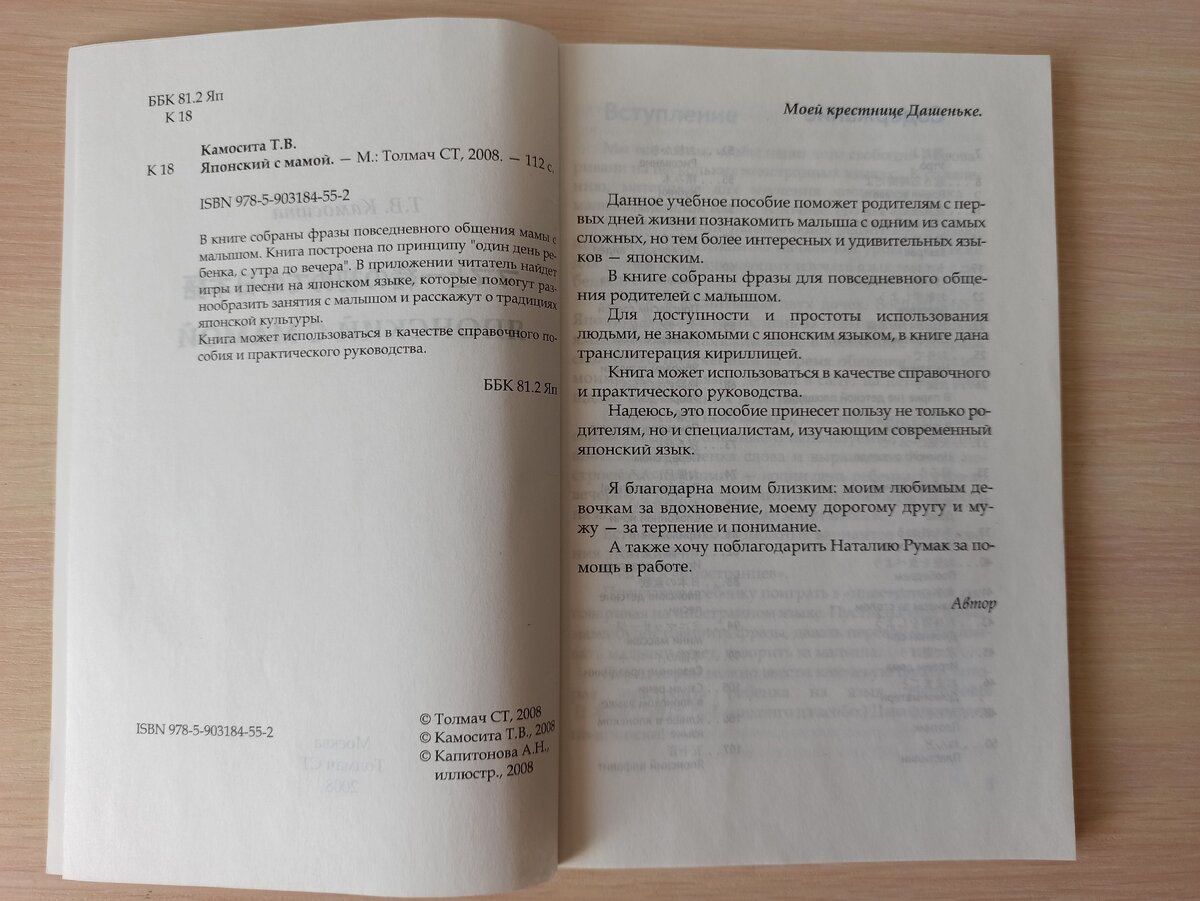 ББК 81.2 Яп
К 18
Камосита Т.В.
К 18 Японский с мамой. — М.: Толмач СТ, 2008. — 112 с.
ISBN 978-5-903184-55-2
В книге собраны фразы повседневного общения мамы с
малышом. Книга построена по принципу "один день ре-
бенка, с утра до вечера". В приложении читатель найдет
игры и песни на японском языке, которые помогут раз-
нообразить занятия с малышом и расскажут о традициях
японской культуры.
Книга может использоваться в качестве справочного по-
собия и практического руководства.
ББК 81.2 Яп
ISBN 978-5-903184-55-2
© Толмач СТ, 2008
© Камосита Т.В., 2008
© Капитонова А.Н.,
иллюстр., 2008
Моей крестнице Дашеньке.
Данное учебное пособие поможет родителям с пер-
вых дней жизни познакомить малыша с одним из самых
сложных, но тем более интересных и удивительных язы-
ков — японским.
В книге собраны фразы для повседневного обще-
ния родителей с малышом.
Для доступности и простоты использования
людьми, не знакомыми с японским языком, в книге дана
транслитерация кириллицей.
Книга может использоваться в качестве справочного
и практического руководства.
Надеюсь, это пособие принесет пользу не только ро-
дителям, но и специалистам, изучающим современный
японский язык.
Я благодарна моим близким: моим любимым де-
вочкам за вдохновение, моему дорогому другу и му-
жу — за терпение и понимание.
А также хочу поблагодарить Наталию Румак за по-
мощь в работе.
Автор